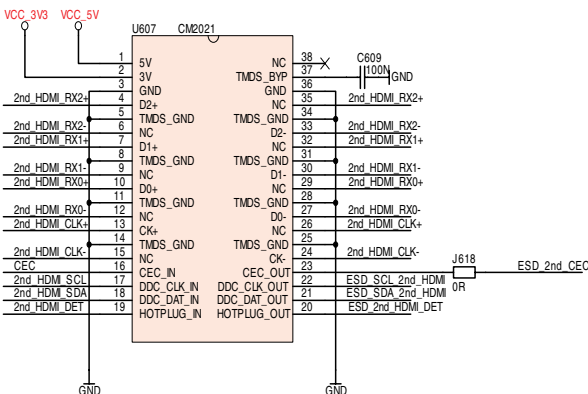 VCC_3V3 VCC_5V
U607 CM2021
1 5V NC 38
C609
2 3V TMDS_BYP 37 100N GND
3 GND GND 36
2nd_HDMI_RX2+ 4 D2+ NC 35 2nd_HDMI_RX2+
5 TMDS_GND TMDS_GND 34
2nd_HDMI_RX2- 6 NC D2- 33 2nd_HDMI_RX2-
2nd_HDMI_RX1+ 7 D1+ NC 32 2nd_HDMI_RX1+
8 TMDS_GND TMDS_GND 31
2nd_HDMI_RX1- 9 NC D1- 30 2nd_HDMI_RX1-
2nd_HDMI_RX0+ 10 D0+ NC 29 2nd_HDMI_RX0+
11 TMDS_GND TMDS_GND 28
2nd_HDMI_RX0- 12 NC D0- 27 2nd_HDMI_RX0-
2nd_HDMI_CLK+ 13 CK+ NC 26 2nd_HDMI_CLK+
14 TMDS_GND TMDS_GND 25
2nd_HDMI_CLK- 15 NC CK- 24 2nd_HDMI_CLK-
CEC 16 CEC_IN CEC_OUT 23 J618 ESD_2nd_CEC
2nd_HDMI_SCL 17 DDC_CLK_IN DDC_CLK_OUT 22 ESD_SCL_2nd_HDMI 0R
2nd_HDMI_SDA 18 DDC_DAT_IN DDC_DAT_OUT 21 ESD_SDA_2nd_HDMI
2nd_HDMI_DET 19 HOTPLUG_IN HOTPLUG_OUT 20 ESD_2nd_HDMI_DET
GND GND